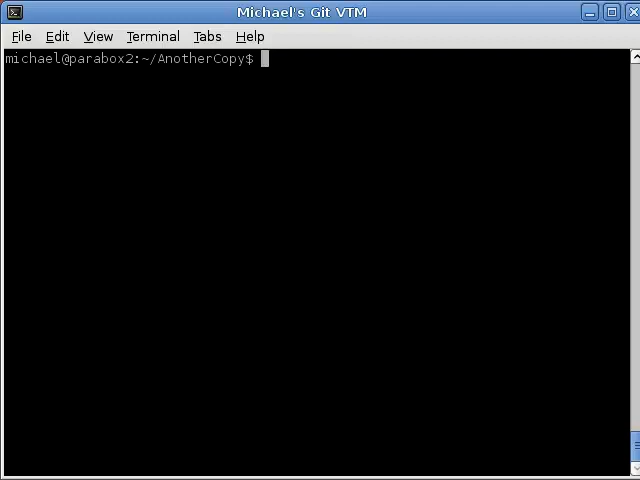 Michael's Git VTM
File Edit View Terminal Tabs Help
michael@parabox2:~/AnotherCopy$